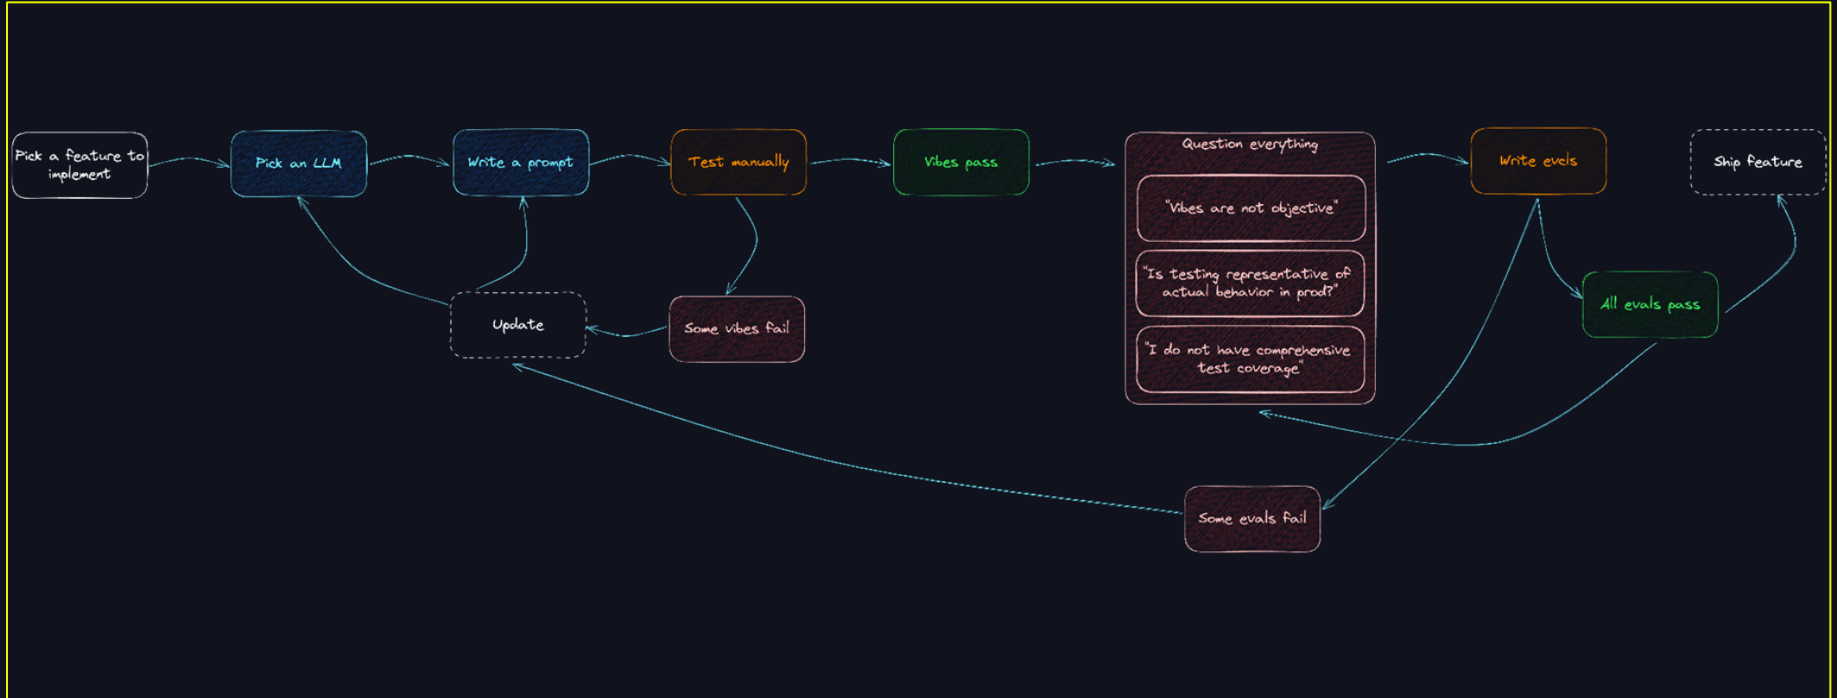 Pick a feature to
implement
Pick an LLM
Write a prompt
Test manually
Vibes pass
Question everything
"Vibes are not objective"
"Is testing representative of
actual behavior in prod?"
"I do not have comprehensive
test coverage"
Write evals
Ship feature
Update
Some vibes fail
All evals pass
Some evals fail